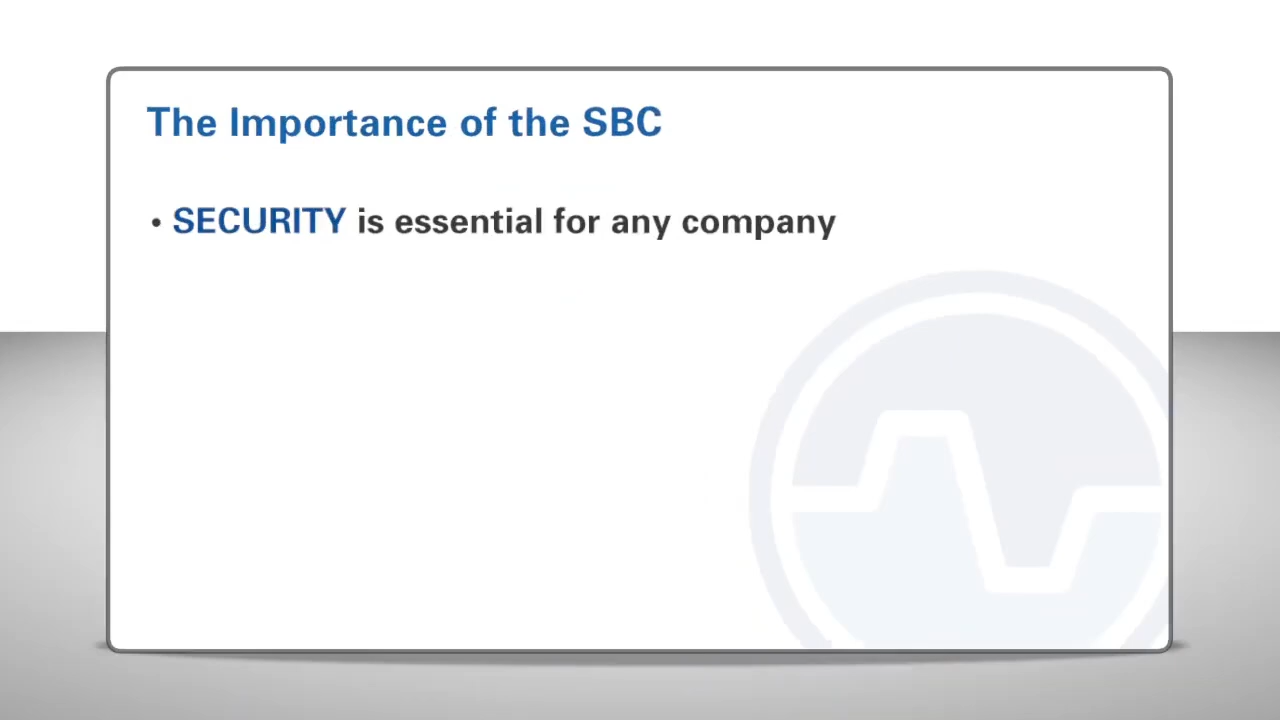 The Importance of the SBC
• SECURITY is essential for any company